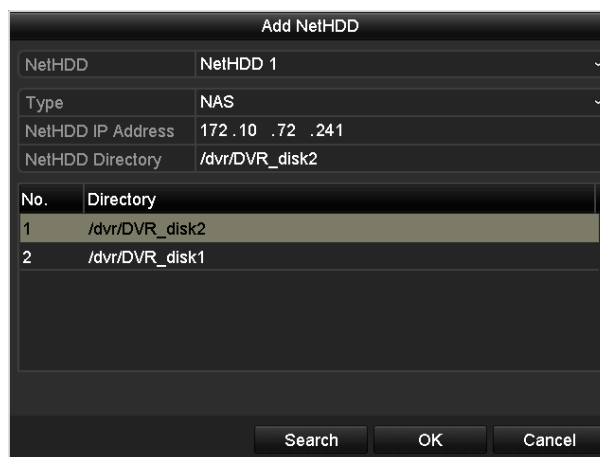 Add NetHDD
NetHDD NetHDD 1
Type NAS
NetHDD IP Address 172 .10 .72 .241
NetHDD Directory /dvr/DVR_disk2
No. Directory
1 /dvr/DVR_disk2
2 /dvr/DVR_disk1
Search OK Cancel